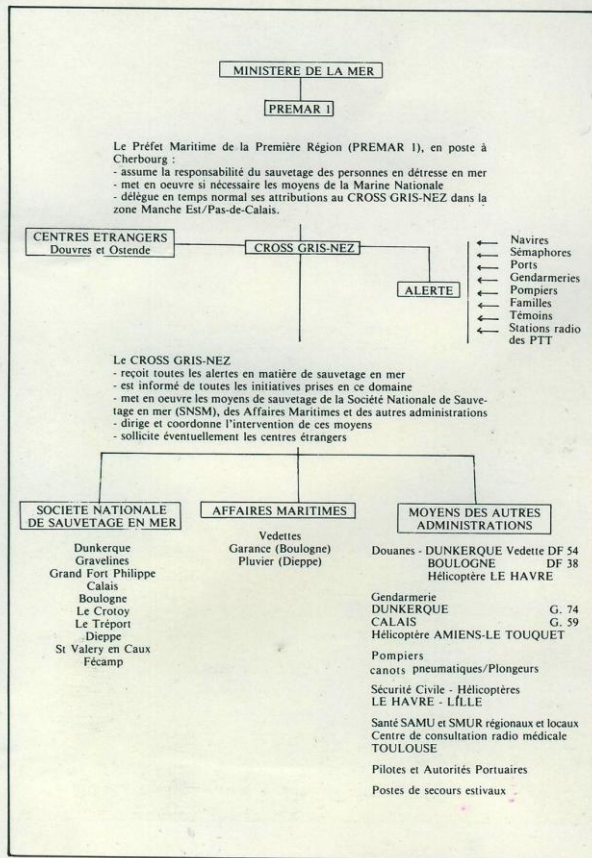 MINISTERE DE LA MER
PREMAR 1
Le Préfet Maritime de la Première Région (PREMAR 1), en poste à
Cherbourg :
- assume la responsabilité du sauvetage des personnes en détresse en mer
- met en oeuvre si nécessaire les moyens de la Marine Nationale
- délègue en temps normal ses attributions au CROSS GRIS-NEZ dans la
zone Manche Est/Pas-de-Calais.
CENTRES ETRANGERS
Douvres et Ostende
CROSS GRIS-NEZ
ALERTE
Navires
Sémaphores
Ports
Gendarmeries
Pompiers
Familles
Témoins
Stations radio
des PTT
Le CROSS GRIS-NEZ
- reçoit toutes les alertes en matière de sauvetage en mer
- est informé de toutes les initiatives prises en ce domaine
- met en oeuvre les moyens de sauvetage de la Société Nationale de Sauve-
tage en mer (SNSM), des Affaires Maritimes et des autres administrations
- dirige et coordonne l'intervention de ces moyens
- sollicite éventuellement les centres étrangers
SOCIETE NATIONALE
DE SAUVETAGE EN MER
Dunkerque
Gravelines
Grand Fort Philippe
Calais
Boulogne
Le Crotoy
Le Tréport
Dieppe
St Valery en Caux
Fécamp
AFFAIRES MARITIMES
Vedettes
Garance (Boulogne)
Pluvier (Dieppe)
MOYENS DES AUTRES
ADMINISTRATIONS
Douanes - DUNKERQUE Vedette DF 54
BOULOGNE DF 38
Hélicoptère LE HAVRE
Gendarmerie
DUNKERQUE G. 74
CALAIS G. 59
Hélicoptère AMIENS-LE TOUQUET
Pompiers
canots pneumatiques/Plongeurs
Sécurité Civile - Hélicoptères
LE HAVRE - LILLE
Santé SAMU et SMUR régionaux et locaux
Centre de consultation radio médicale
TOULOUSE
Pilotes et Autorités Portuaires
Postes de secours estivaux